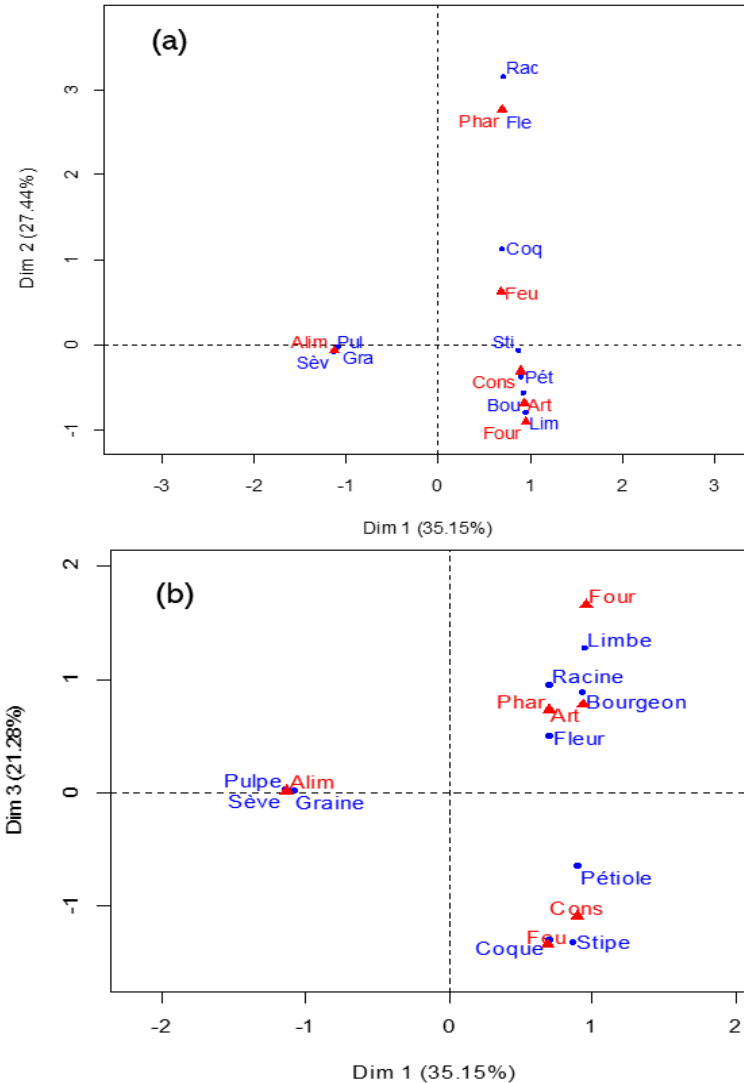 (a)
Rac
Phar
Fle
Coq
Feu
Sti
Alim Pul
Sèv Gra
Cons Pét
Bou Art
Four Lim
3
2
1
0
-1
Dim 2 (27.44%)
-3 -2 -1 0 1 2 3
Dim 1 (35.15%)
(b)
Four
Limbe
Racine
Phar Art Bourgeon
Fleur
Pulpe Alim
Sève Graine
Pétiole
Cons
Feu
Coque Stipe
2
1
0
-1
Dim 3 (21.28%)
-2 -1 0 1 2
Dim 1 (35.15%)